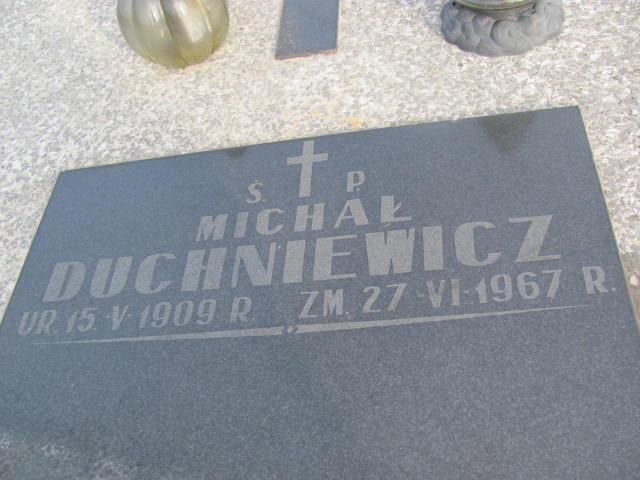 Ś. P.
MICHAŁ
DUCHNIEWICZ
UR. 15-V-1909 R. ZM. 27-VI-1967 R.